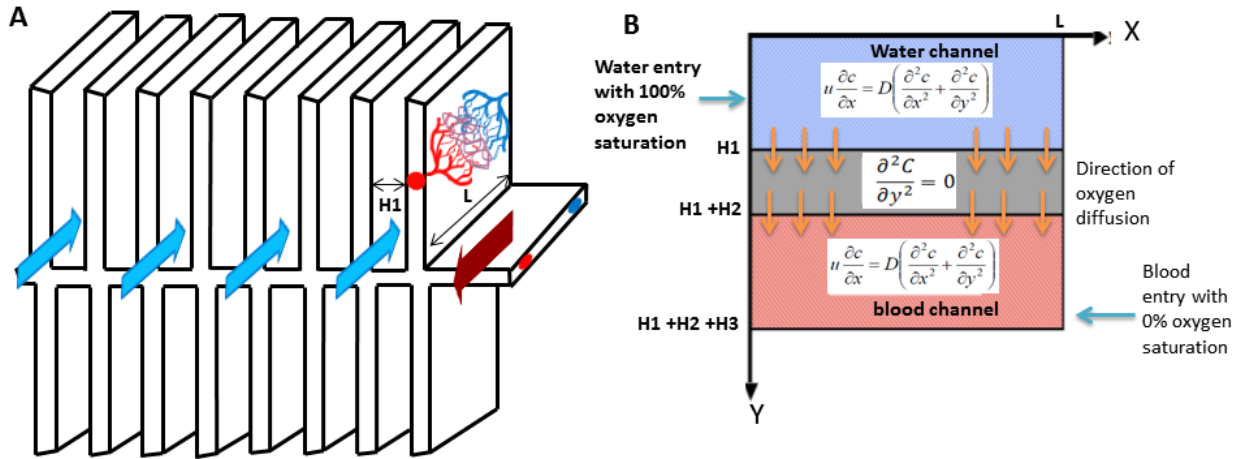 A
H1
L
B
L
X
Water channel
Water entry
with 100%
oxygen
saturation
u ∂c/∂x = D(∂²c/∂x² + ∂²c/∂y²)
H1
∂²C/∂y² = 0
Direction of
oxygen
diffusion
H1 +H2
u ∂c/∂x = D(∂²c/∂x² + ∂²c/∂y²)
blood channel
H1 +H2 +H3
Blood
entry with
0% oxygen
saturation
Y